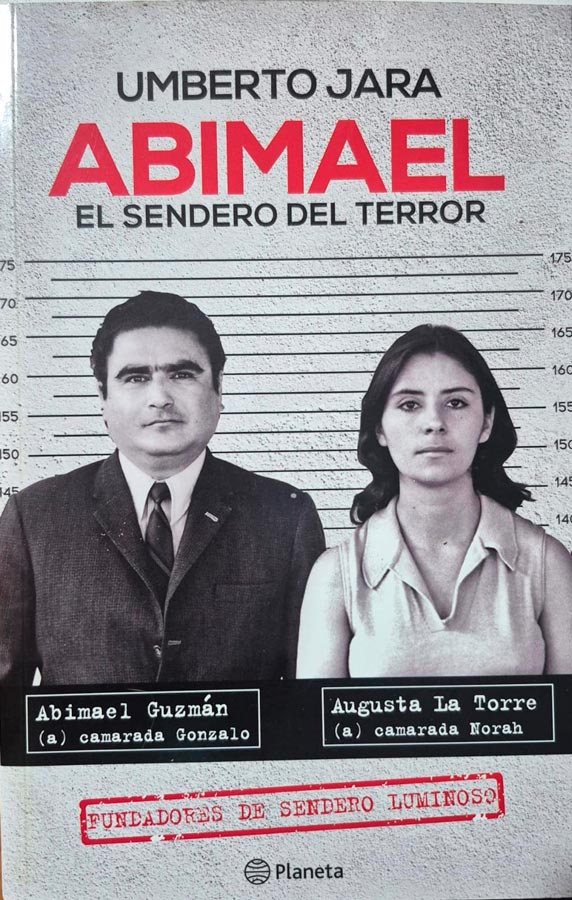 UMBERTO JARA
ABIMAEL
EL SENDERO DEL TERROR
175 175
170 170
165 165
160 160
155 155
150 150
145 145
140
Abimael Guzmán
(a) camarada Gonzalo
Augusta La Torre
(a) camarada Norah
FUNDADORES DE SENDERO LUMINOSO
Planeta